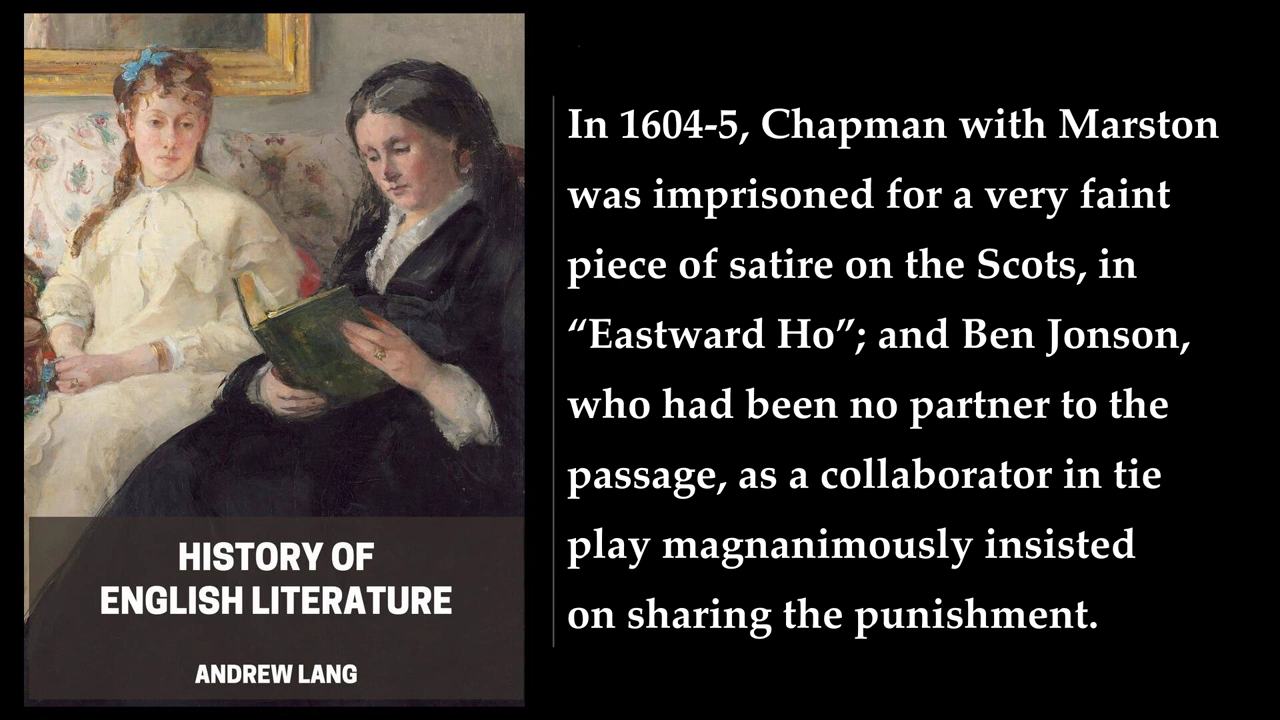 HISTORY OF
ENGLISH LITERATURE
ANDREW LANG
In 1604-5, Chapman with Marston
was imprisoned for a very faint
piece of satire on the Scots, in
“Eastward Ho”; and Ben Jonson,
who had been no partner to the
passage, as a collaborator in tie
play magnanimously insisted
on sharing the punishment.